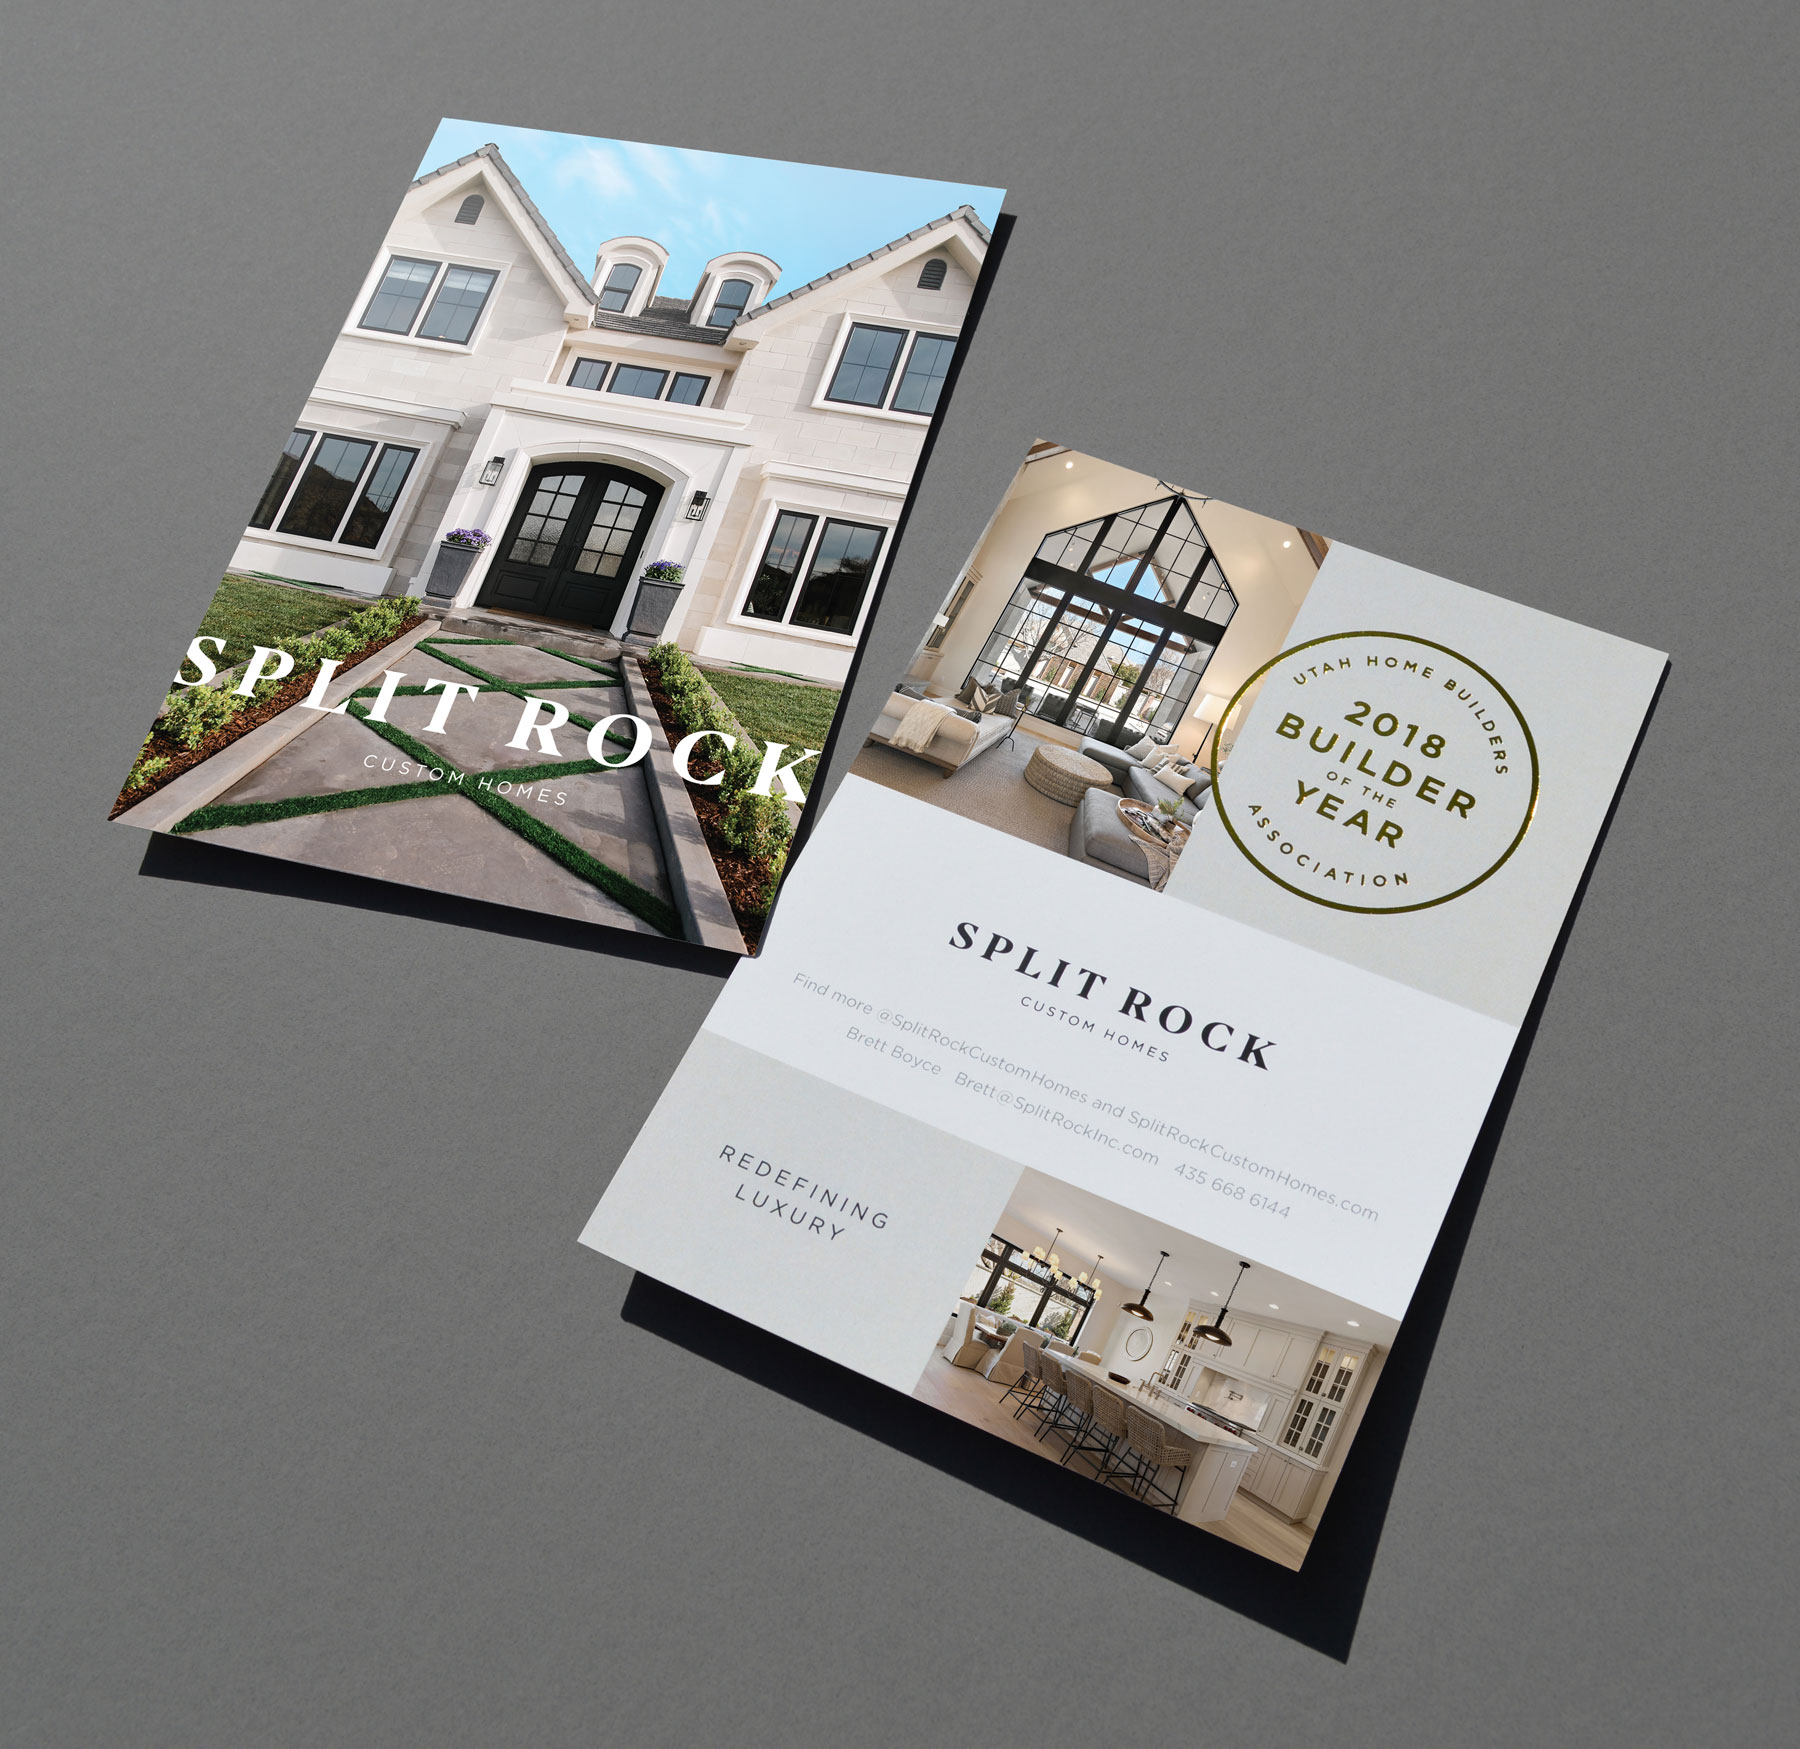 SPLIT ROCK
CUSTOM HOMES
UTAH HOME BUILDERS
2018
BUILDER
OF THE
YEAR
ASSOCIATION
SPLIT ROCK
CUSTOM HOMES
Find more @SplitRockCustomHomes and SplitRockCustomHomes.com
Brett Boyce Brett@SplitRockInc.com 435 668 6144
REDEFINING
LUXURY